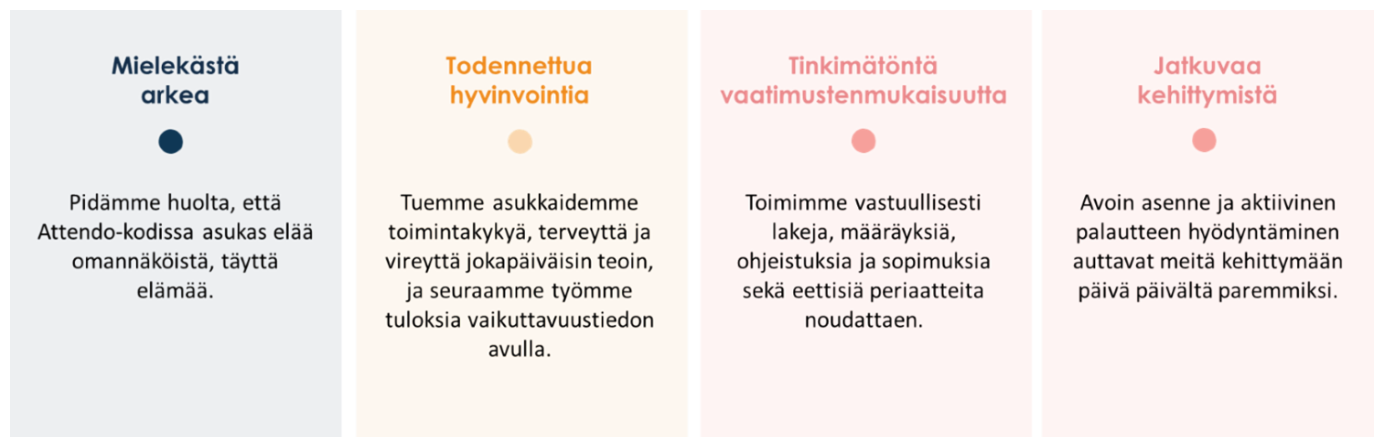 Mielekästä
arkea
Pidämme huolta, että
Attendo-kodissa asukas elää
omannäköistä, täyttä
elämää.
Todennettua
hyvinvointia
Tuemme asukkaidemme
toimintakykyä, terveyttä ja
vireyttä jokapäiväisin teoin,
ja seuraamme työmme
tuloksia vaikuttavuustiedon
avulla.
Tinkimätöntä
vaatimustenmukaisuutta
Toimimme vastuullisesti
lakeja, määräyksiä,
ohjeistuksia ja sopimuksia
sekä eettisiä periaatteita
noudattaen.
Jatkuvaa
kehittymistä
Avoin asenne ja aktiivinen
palautteen hyödyntäminen
auttavat meitä kehittymään
päivä päivältä paremmiksi.